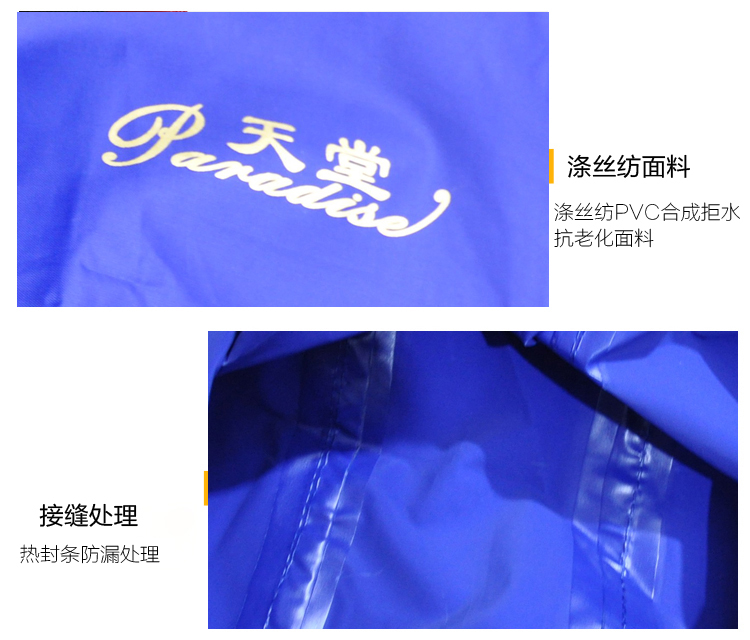 天堂
Paradise
涤丝纺面料
涤丝纺PVC合成拒水
抗老化面料
接缝处理
热封条防漏处理